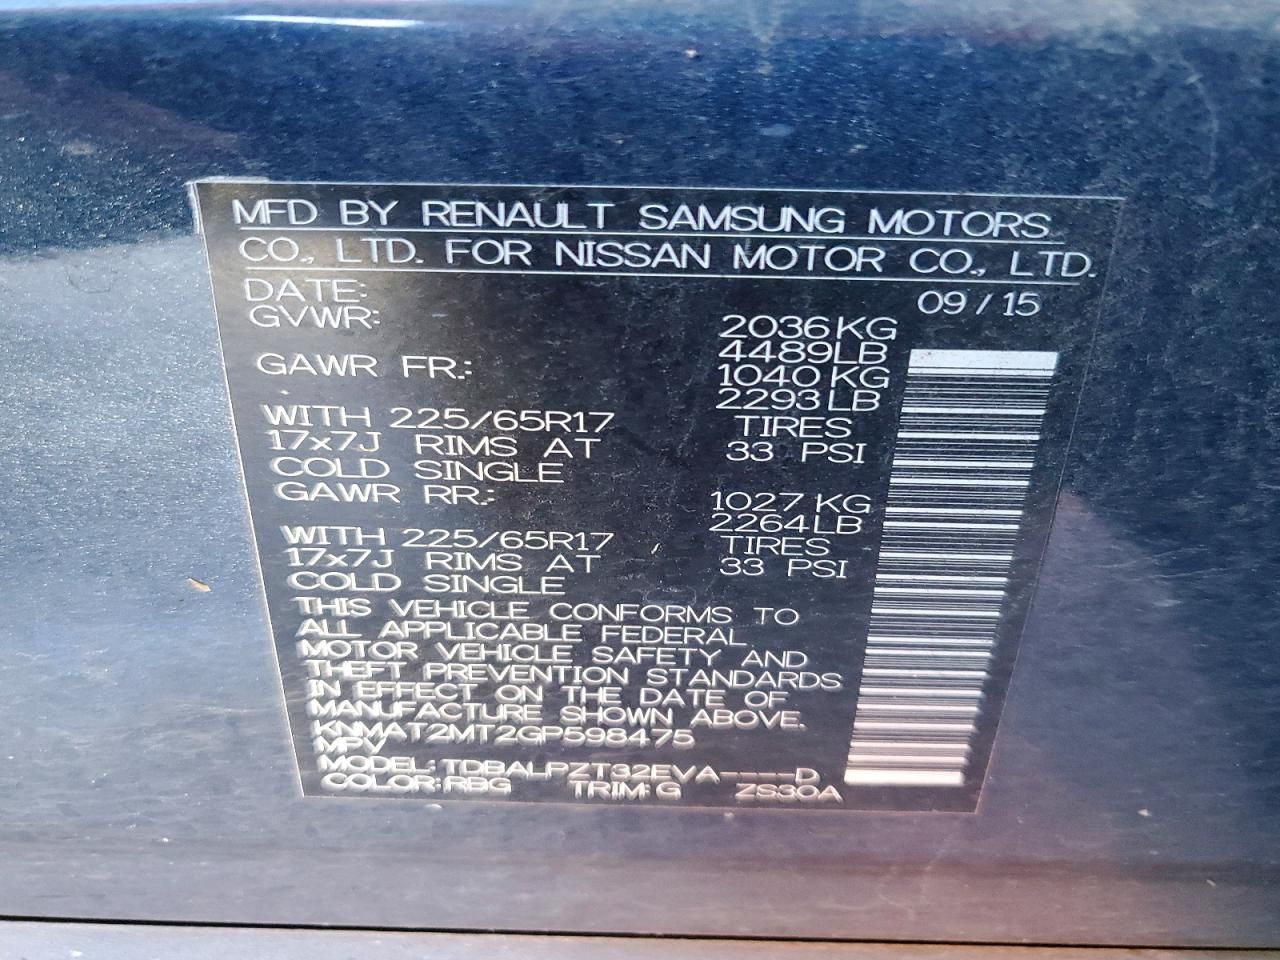 MFD BY RENAULT SAMSUNG MOTORS
CO., LTD. FOR NISSAN MOTOR CO., LTD.
DATE: 09 / 15
GVWR: 2036 KG
4489 LB
GAWR FR.: 1040 KG
2293 LB
WITH 225/65R17 TIRES
17x7J RIMS AT 33 PSI
COLD SINGLE
GAWR RR.: 1027 KG
2264 LB
WITH 225/65R17 TIRES
17x7J RIMS AT 33 PSI
COLD SINGLE
THIS VEHICLE CONFORMS TO
ALL APPLICABLE FEDERAL
MOTOR VEHICLE SAFETY AND
THEFT PREVENTION STANDARDS
IN EFFECT ON THE DATE OF
MANUFACTURE SHOWN ABOVE.
KNMAT2MT2GP598475
MPV
MODEL: TDBALPZT32EVA----D
COLOR: RBG TRIM: G ZS30A